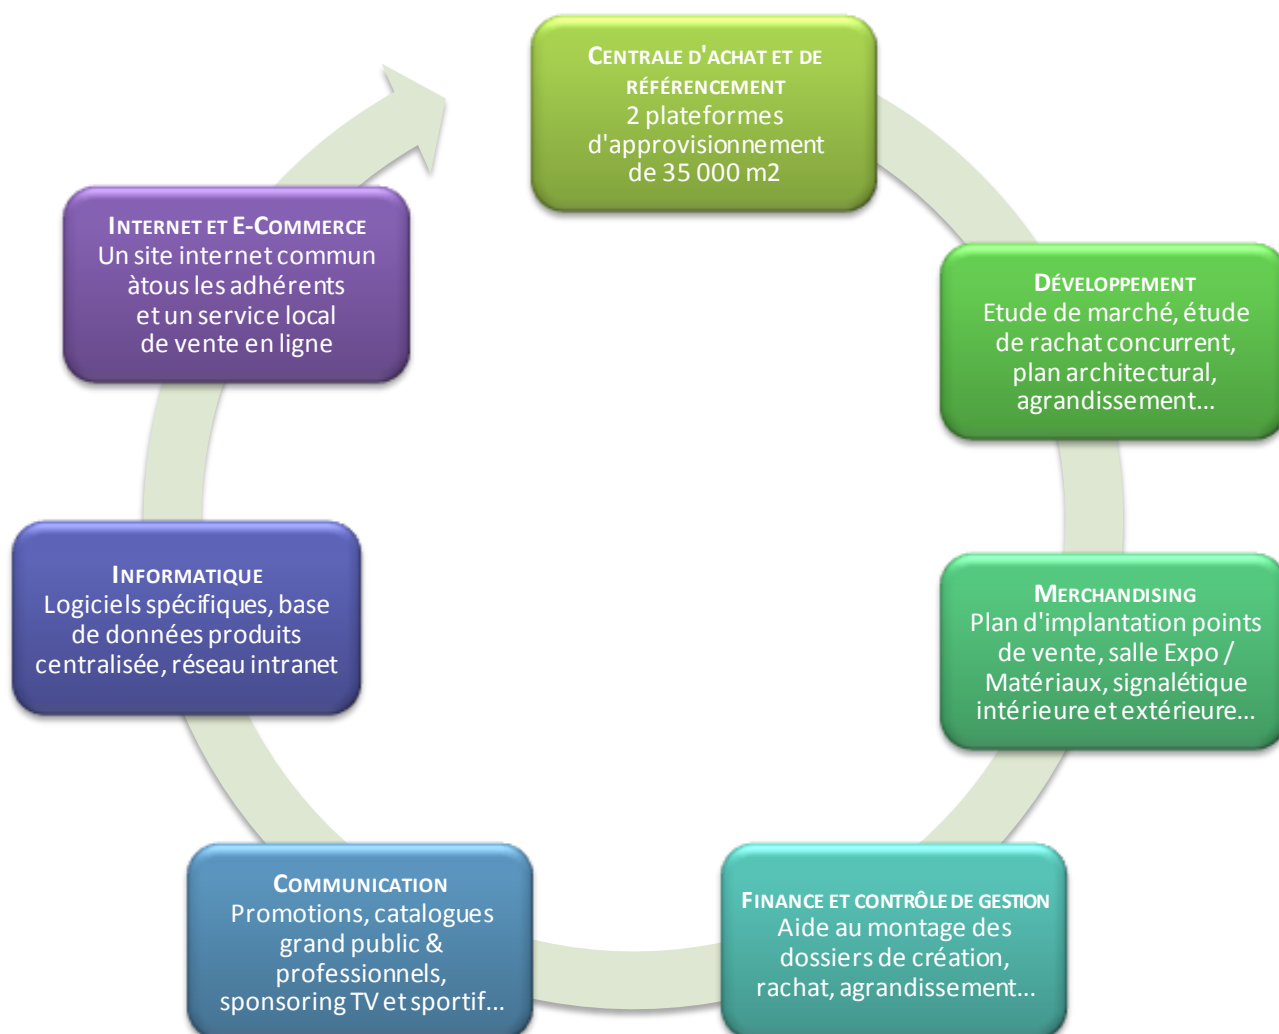 CENTRALE D'ACHAT ET DE
RÉFÉRENCEMENT
2 plateformes
d'approvisionnement
de 35 000 m2
DÉVELOPPEMENT
Etude de marché, étude
de rachat concurrent,
plan architectural,
agrandissement...
MERCHANDISING
Plan d'implantation points
de vente, salle Expo /
Matériaux, signalétique
intérieure et extérieure...
FINANCE ET CONTRÔLE DE GESTION
Aide au montage des
dossiers de création,
rachat, agrandissement...
COMMUNICATION
Promotions, catalogues
grand public &
professionnels,
sponsoring TV et sportif...
INFORMATIQUE
Logiciels spécifiques, base
de données produits
centralisée, réseau intranet
INTERNET ET E-COMMERCE
Un site internet commun
àtous les adhérents
et un service local
de vente en ligne